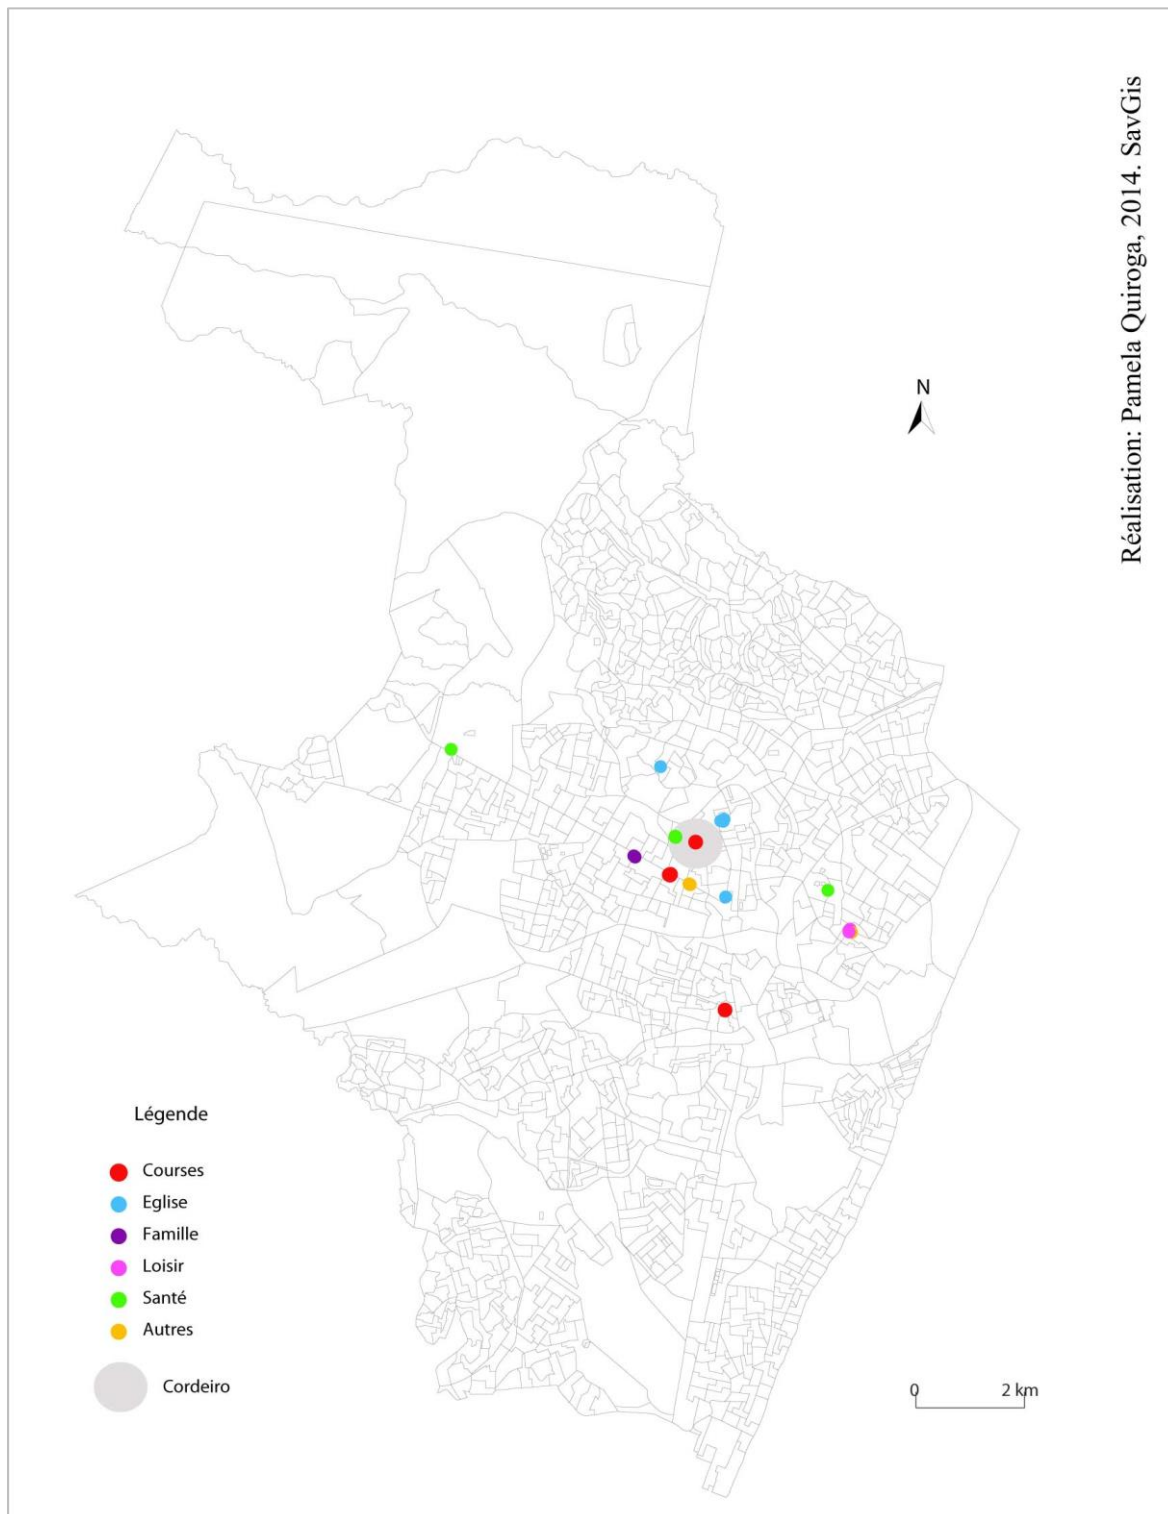 Réalisation: Pamela Quiroga, 2014. SavGis
N
Légende
Courses
Eglise
Famille
Loisir
Santé
Autres
Cordeiro
0 2 km